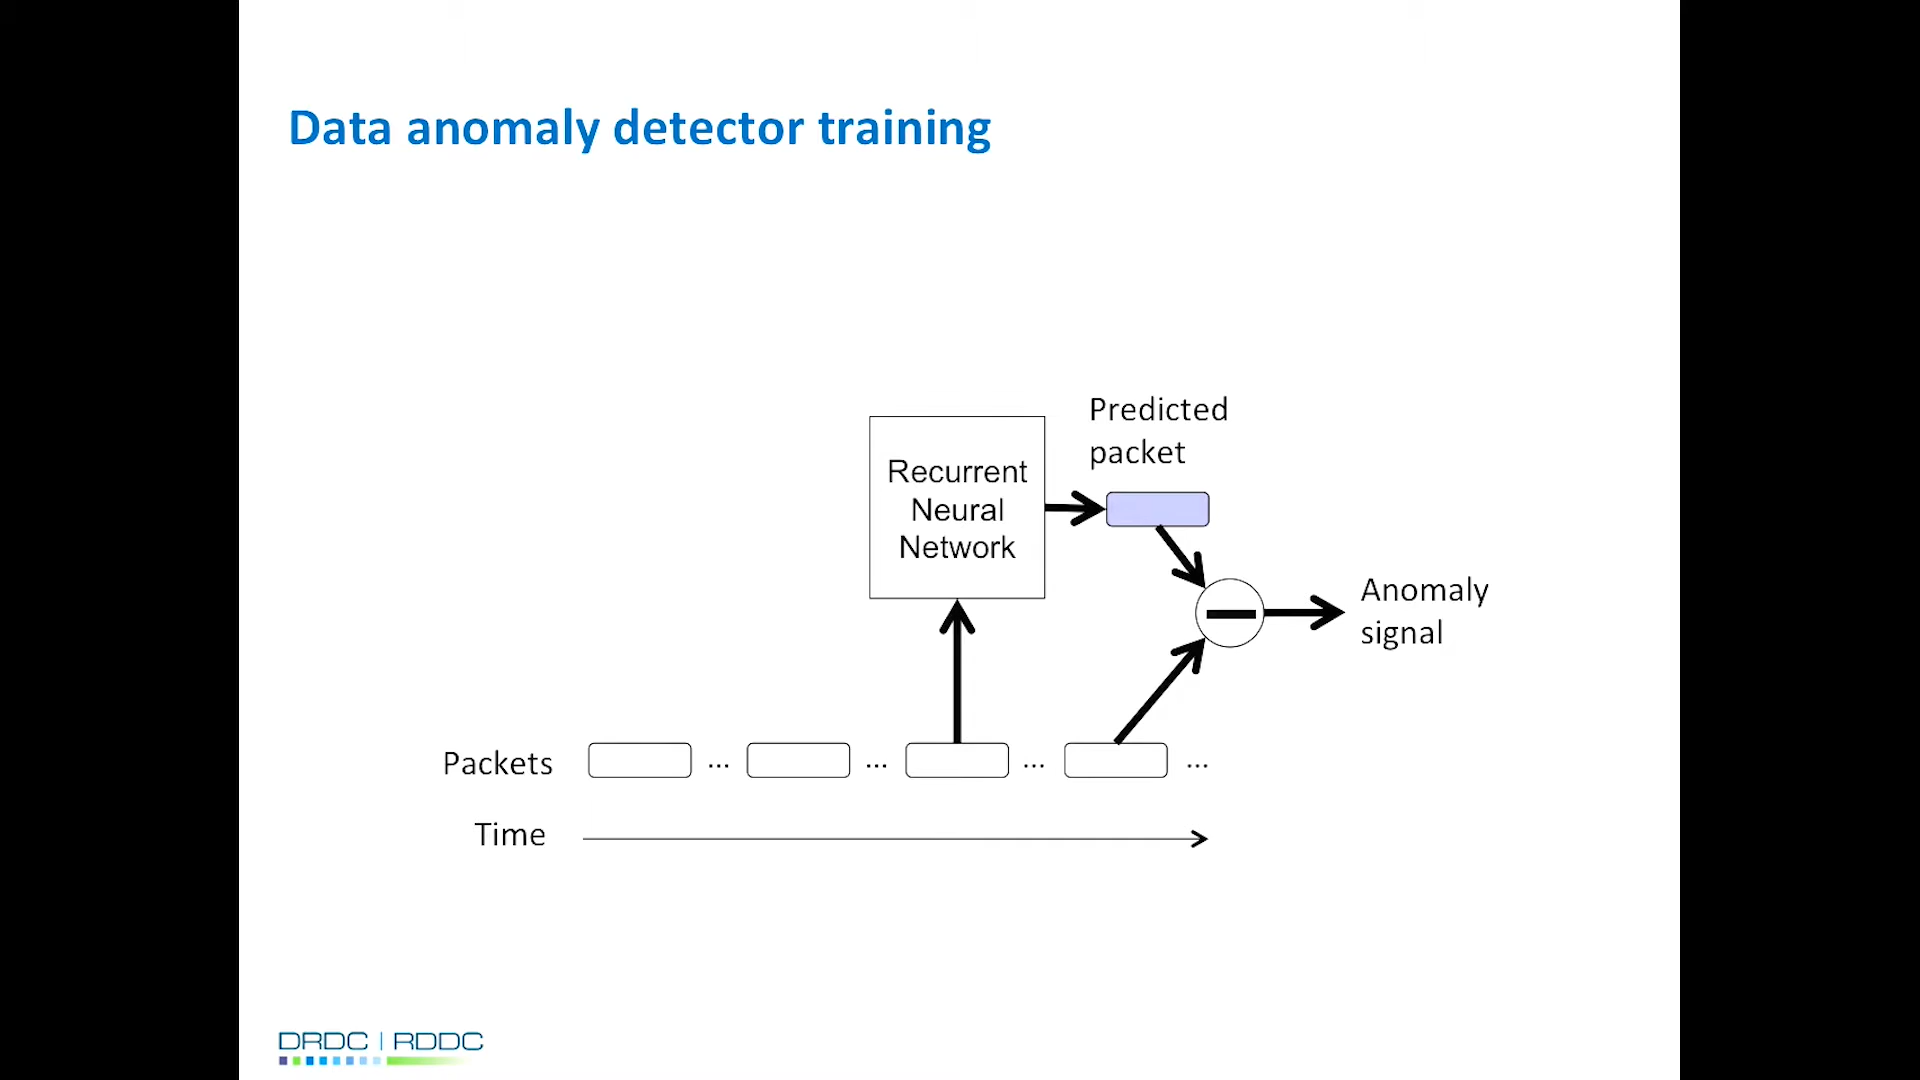 Data anomaly detector training
Predicted
packet
Recurrent
Neural
Network
Anomaly
signal
Packets ... ... ... ...
Time
DRDC | RDDC